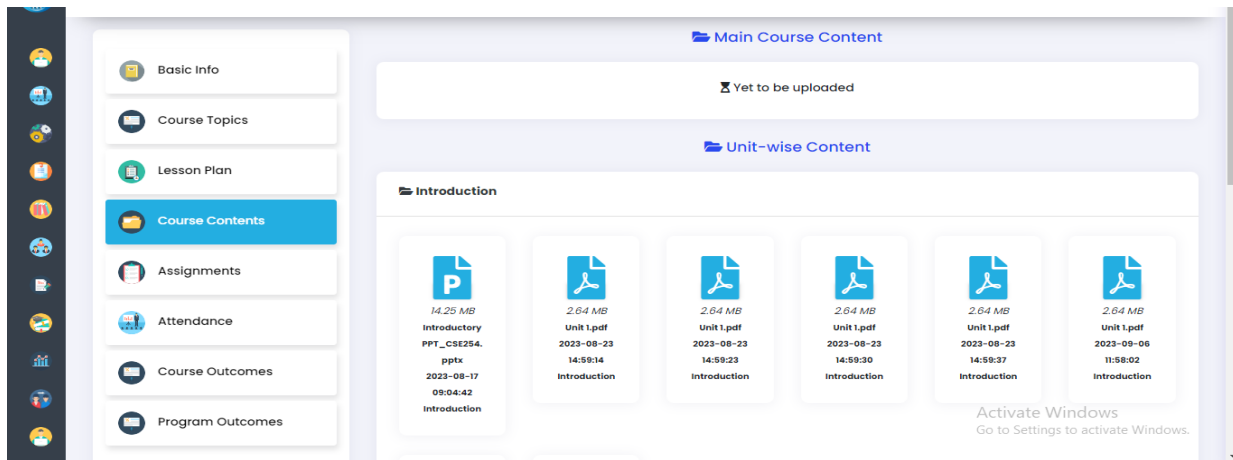 Basic Info
Course Topics
Lesson Plan
Course Contents
Assignments
Attendance
Course Outcomes
Program Outcomes
Main Course Content
Yet to be uploaded
Unit-wise Content
Introduction
P
14.25 MB
Introductory
PPT_CSE254.
pptx
2023-08-17
09:04:42
Introduction
2.64 MB
Unit 1.pdf
2023-08-23
14:59:14
Introduction
2.64 MB
Unit 1.pdf
2023-08-23
14:59:23
Introduction
2.64 MB
Unit 1.pdf
2023-08-23
14:59:30
Introduction
2.64 MB
Unit 1.pdf
2023-08-23
14:59:37
Introduction
2.64 MB
Unit 1.pdf
2023-09-06
11:58:02
Introduction
Activate Windows
Go to Settings to activate Windows.